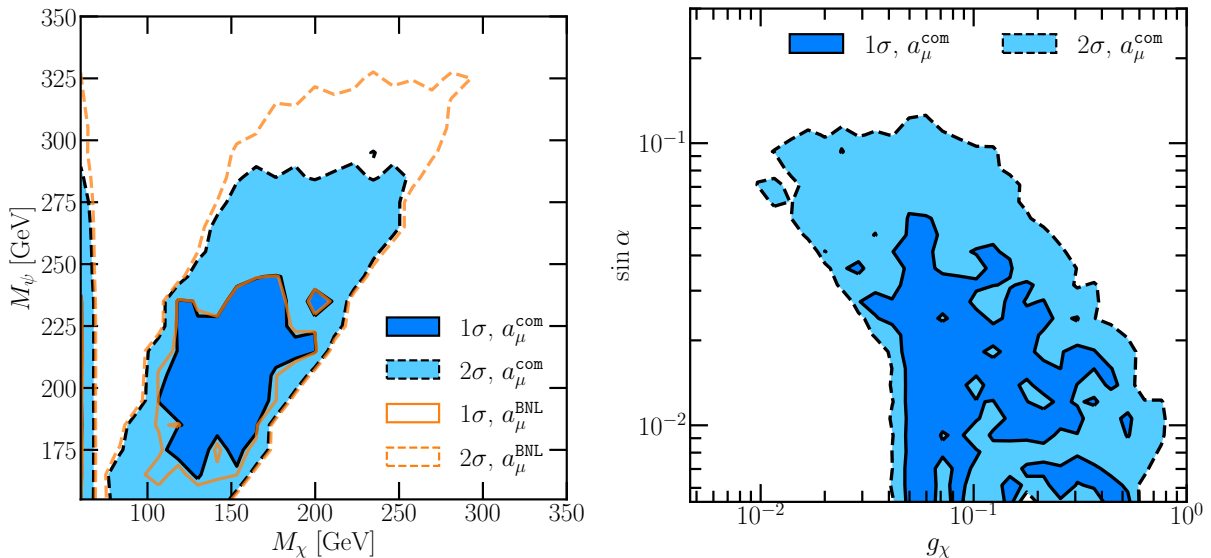 325
300
275
250
225
200
175
M_ψ [GeV]
1σ, a_μ^com
2σ, a_μ^com
1σ, a_μ^BNL
2σ, a_μ^BNL
100 150 200 250 300 350
M_χ [GeV]
1σ, a_μ^com 2σ, a_μ^com
10^{-1}
10^{-2}
sin α
10^{-2} 10^{-1} 10^0
g_χ